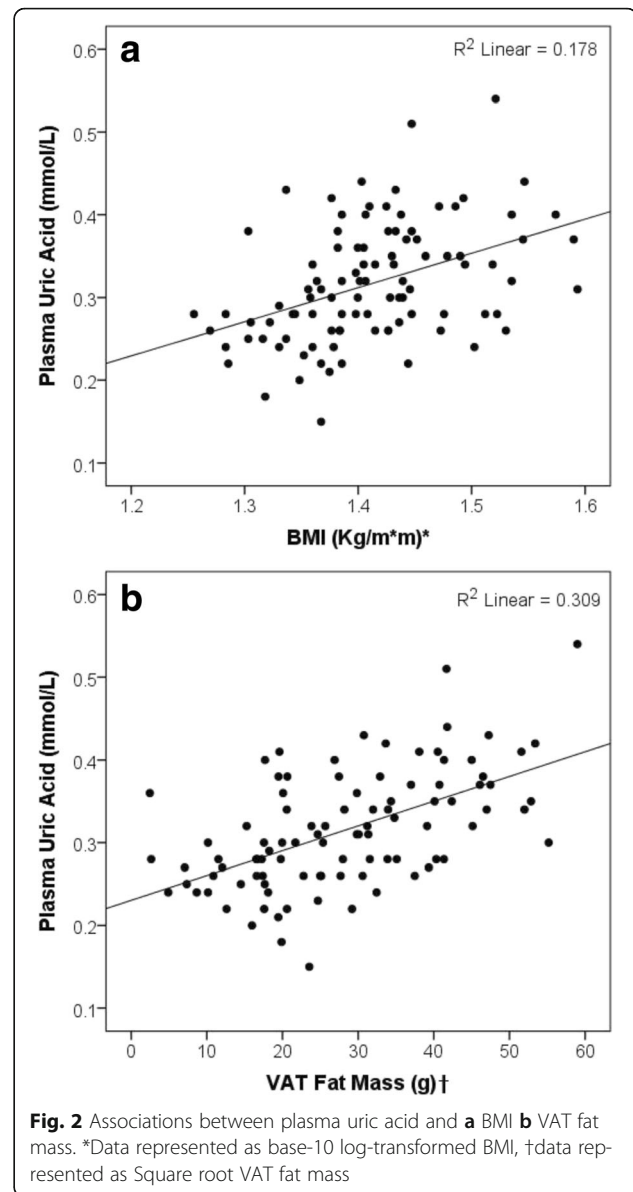 a
R² Linear = 0.178
0.6
0.5
0.4
0.3
0.2
0.1
Plasma Uric Acid (mmol/L)
1.2 1.3 1.4 1.5 1.6
BMI (Kg/m*m)*
b
R² Linear = 0.309
0.6
0.5
0.4
0.3
0.2
0.1
Plasma Uric Acid (mmol/L)
0 10 20 30 40 50 60
VAT Fat Mass (g)†
Fig. 2 Associations between plasma uric acid and a BMI b VAT fat
mass. *Data represented as base-10 log-transformed BMI, †data rep-
resented as Square root VAT fat mass